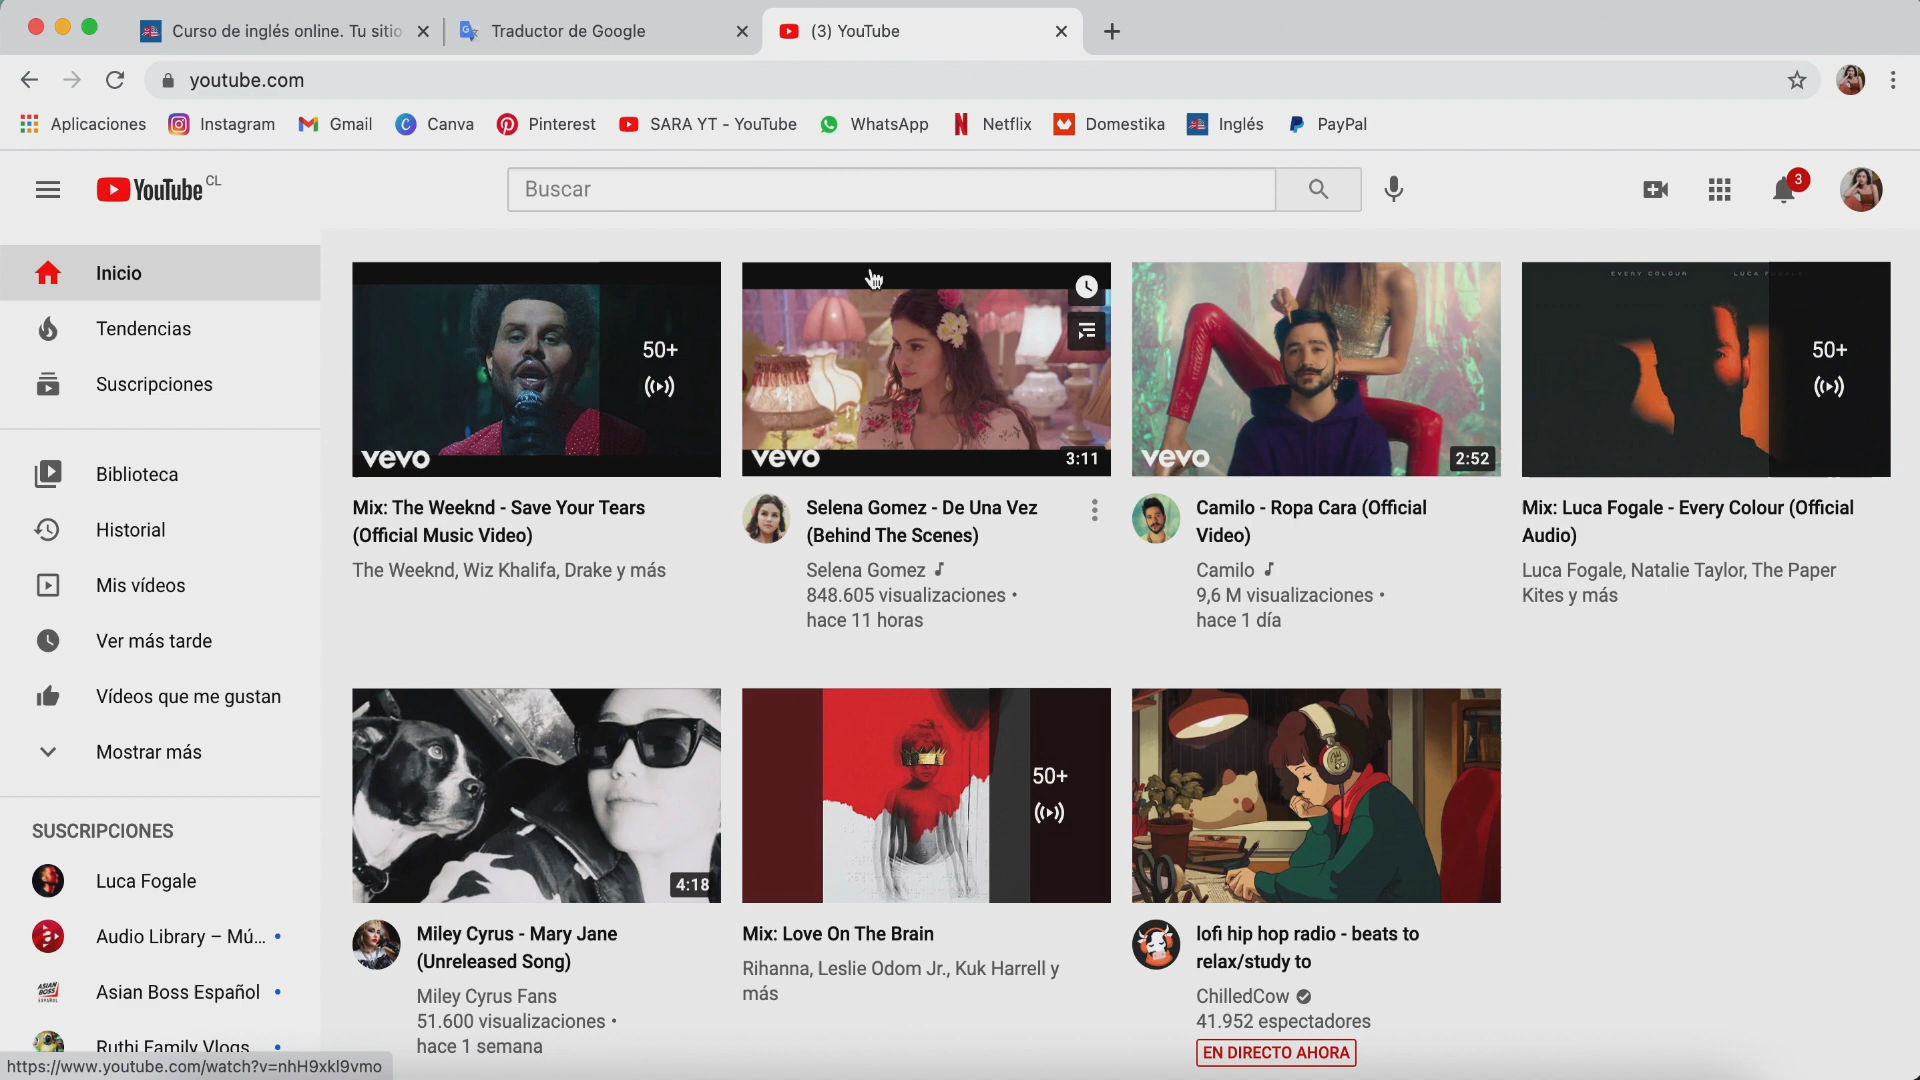 Curso de inglés online. Tu sitio
Traductor de Google
(3) YouTube
youtube.com
Aplicaciones
Instagram
Gmail
Canva
Pinterest
SARA YT - YouTube
WhatsApp
Netflix
Domestika
Inglés
PayPal
YouTube CL
Buscar
3
Inicio
Tendencias
Suscripciones
Biblioteca
Historial
Mis vídeos
Ver más tarde
Vídeos que me gustan
Mostrar más
SUSCRIPCIONES
Luca Fogale
Audio Library – Mú...
Asian Boss Español
Ruthi Family Vlogs
https://www.youtube.com/watch?v=nhH9xkl9vmo
50+
vevo
Mix: The Weeknd - Save Your Tears
(Official Music Video)
The Weeknd, Wiz Khalifa, Drake y más
vevo
3:11
Selena Gomez - De Una Vez
(Behind The Scenes)
Selena Gomez
848.605 visualizaciones •
hace 11 horas
vevo
2:52
Camilo - Ropa Cara (Official
Video)
Camilo
9,6 M visualizaciones •
hace 1 día
EVERY COLOUR LUCA FOGALE
50+
Mix: Luca Fogale - Every Colour (Official
Audio)
Luca Fogale, Natalie Taylor, The Paper
Kites y más
4:18
Miley Cyrus - Mary Jane
(Unreleased Song)
Miley Cyrus Fans
51.600 visualizaciones •
hace 1 semana
50+
Mix: Love On The Brain
Rihanna, Leslie Odom Jr., Kuk Harrell y
más
lofi hip hop radio - beats to
relax/study to
ChilledCow
41.952 espectadores
EN DIRECTO AHORA
ASIAN
BOSS
ESPAÑOL